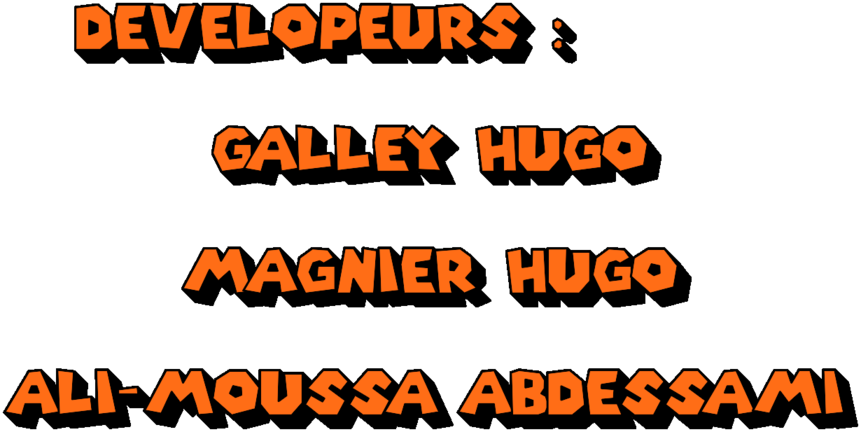 DEVELOPEURS :
GALLEY HUGO
MAGNIER HUGO
ALI-MOUSSA ABDESSAMI